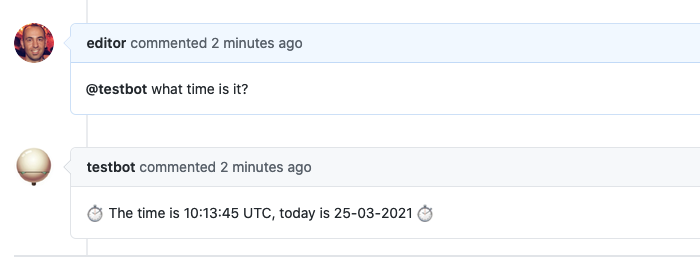 editor commented 2 minutes ago
@testbot what time is it?
testbot commented 2 minutes ago
⏱ The time is 10:13:45 UTC, today is 25-03-2021 ⏱